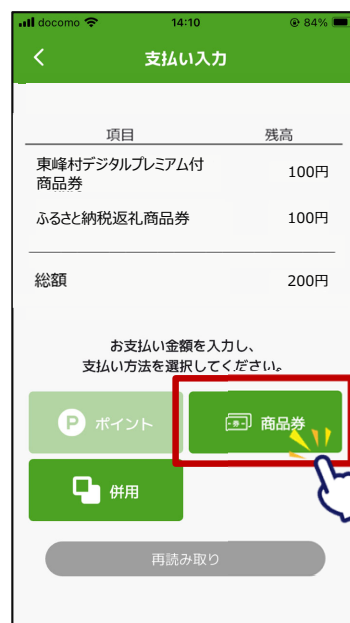 docomo 14:10 84%
支払い入力
項目 残高
東峰村デジタルプレミアム付 100円
商品券
ふるさと納税返礼商品券 100円
総額 200円
お支払い金額を入力し、
支払い方法を選択してください。
P ポイント 商品券
併用
再読み取り